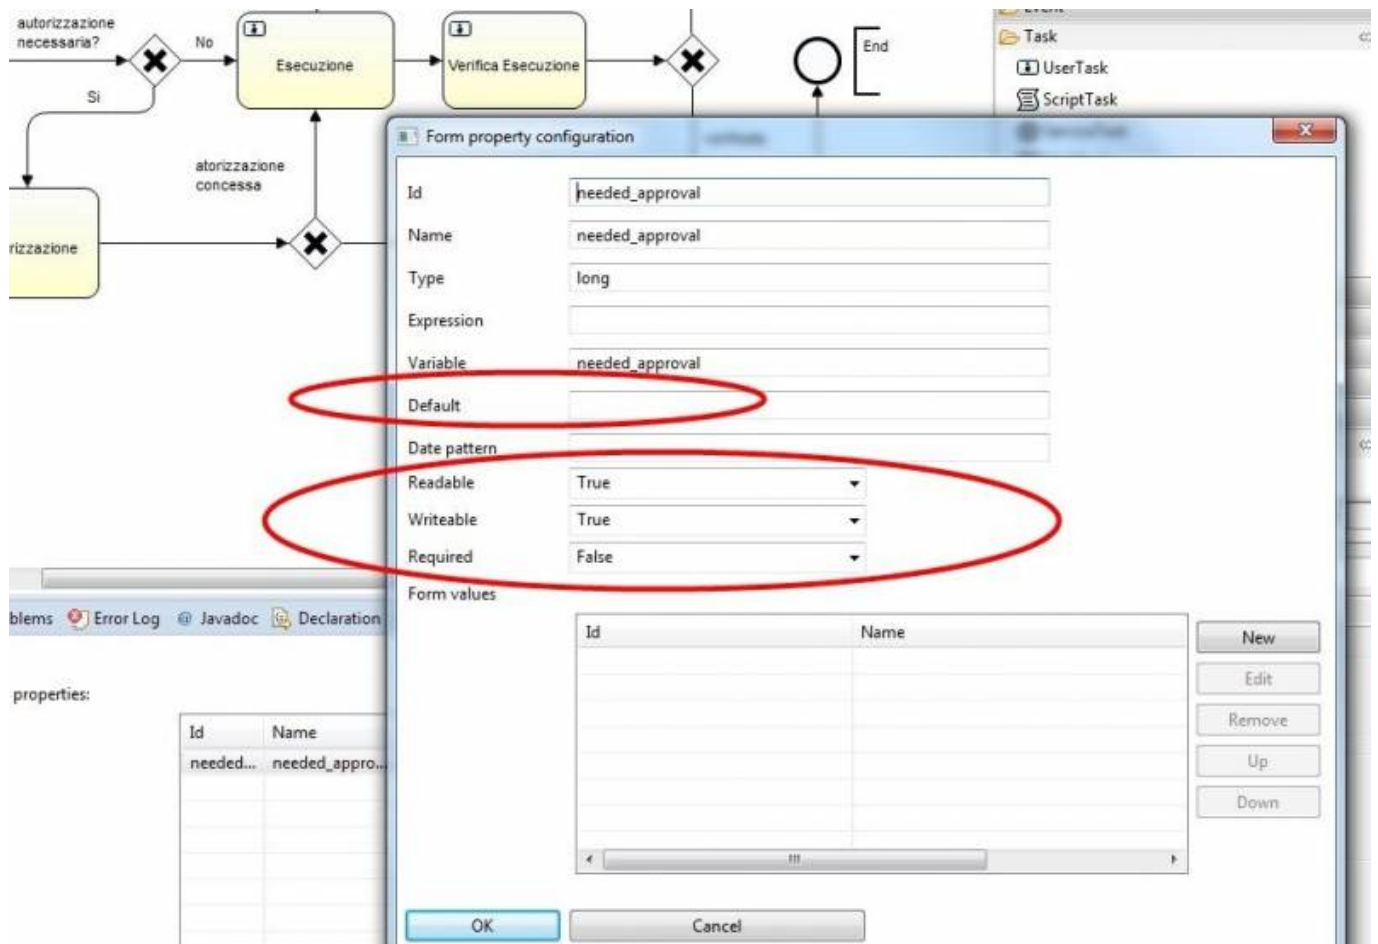 autorizzazione
necessaria?
No
Si
Esecuzione
Verifica Esecuzione
End
Event
Task
UserTask
ScriptTask
atorizzazione
concessa
rizzazione
Form property configuration
Id
needed_approval
Name
needed_approval
Type
long
Expression
Variable
needed_approval
Default
Date pattern
Readable
True
Writeable
True
Required
False
Form values
Id
Name
New
Edit
Remove
Up
Down
OK
Cancel
blems
Error Log
@ Javadoc
Declaration
properties:
Id
Name
needed...
needed_appro...